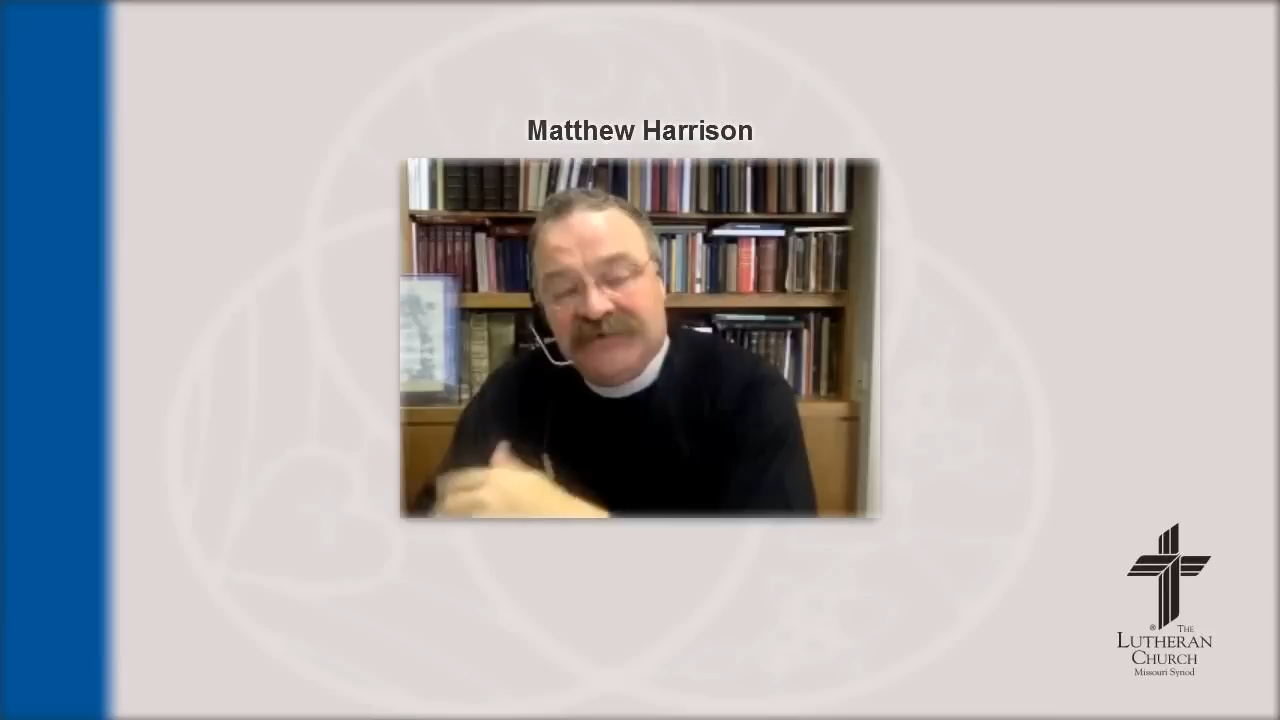 Matthew Harrison
® THE
LUTHERAN
CHURCH
Missouri Synod